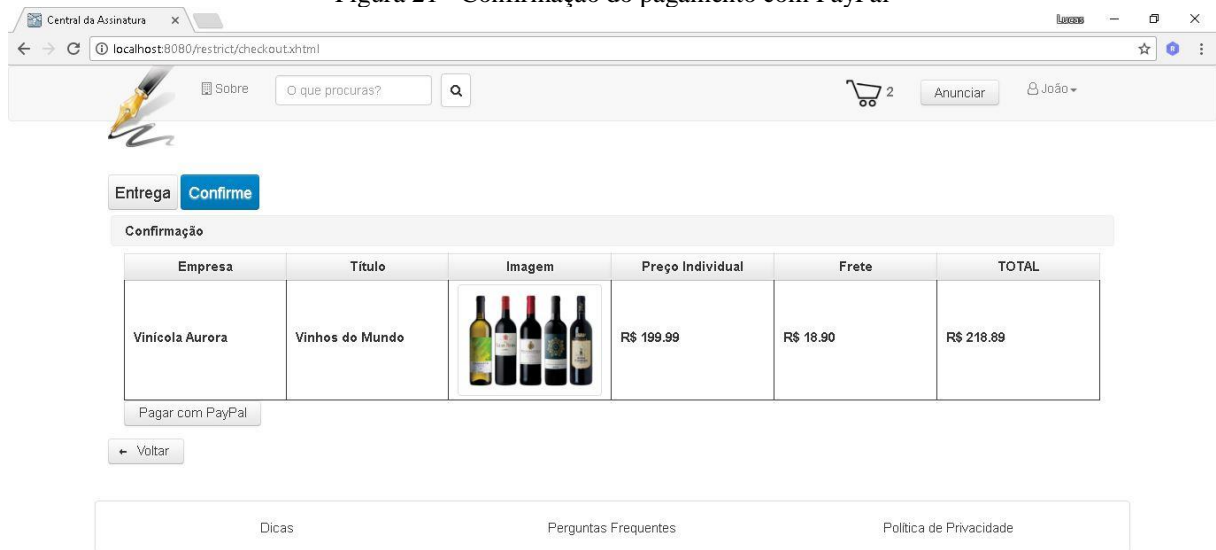 Figura 21 - Confirmação do pagamento com PayPal
Central da Assinatura
Lucas
localhost:8080/restrict/checkout.xhtml
Sobre O que procuras? 2 Anunciar João
Entrega Confirme
Confirmação
Empresa Título Imagem Preço Individual Frete TOTAL
Vinícola Aurora Vinhos do Mundo R$ 199.99 R$ 18.90 R$ 218.89
Pagar com PayPal
← Voltar
Dicas Perguntas Frequentes Política de Privacidade